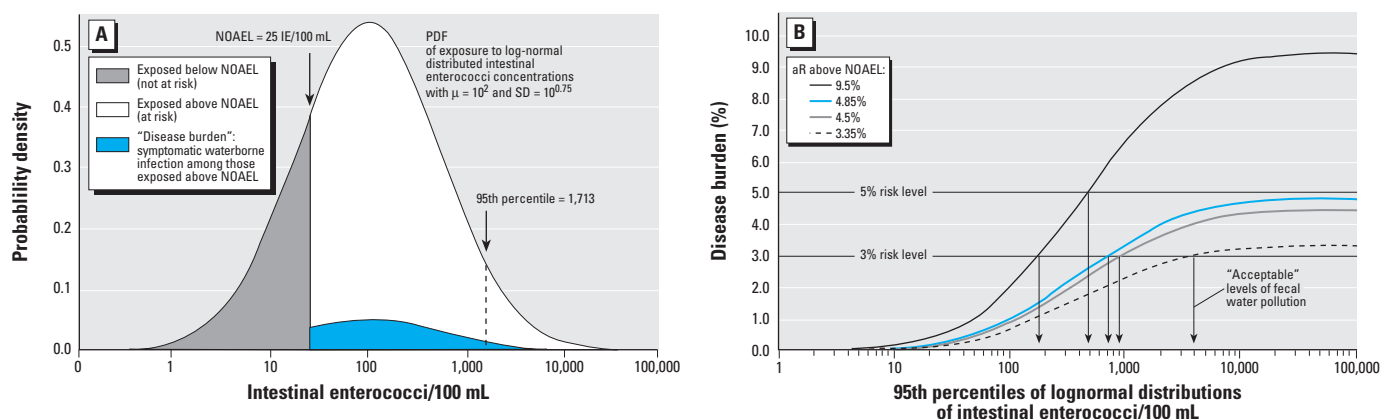 A
NOAEL = 25 IE/100 mL
PDF
of exposure to log-normal
distributed intestinal
enterococci concentrations
with μ = 10² and SD = 10⁰·⁷⁵
Exposed below NOAEL
(not at risk)
Exposed above NOAEL
(at risk)
"Disease burden":
symptomatic waterborne
infection among those
exposed above NOAEL
95th percentile = 1,713
Probablility density
0.5
0.4
0.3
0.2
0.1
0.0
0
1
10
100
1,000
10,000
100,000
Intestinal enterococci/100 mL
B
aR above NOAEL:
9.5%
4.85%
4.5%
3.35%
5% risk level
3% risk level
"Acceptable"
levels of fecal
water pollution
Disease burden (%)
10.0
9.0
8.0
7.0
6.0
5.0
4.0
3.0
2.0
1.0
0.0
1
10
100
1,000
10,000
100,000
95th percentiles of lognormal distributions
of intestinal enterococci/100 mL